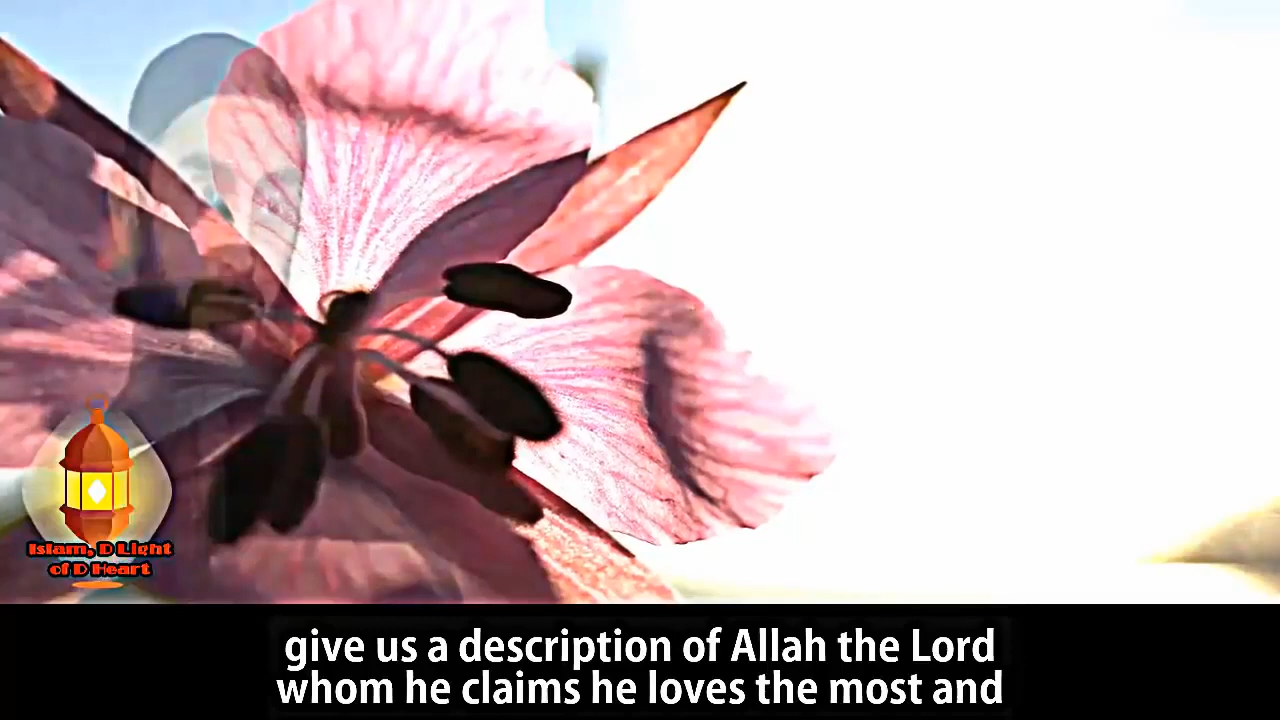 Islam, D Light
of D Heart
give us a description of Allah the Lord
whom he claims he loves the most and